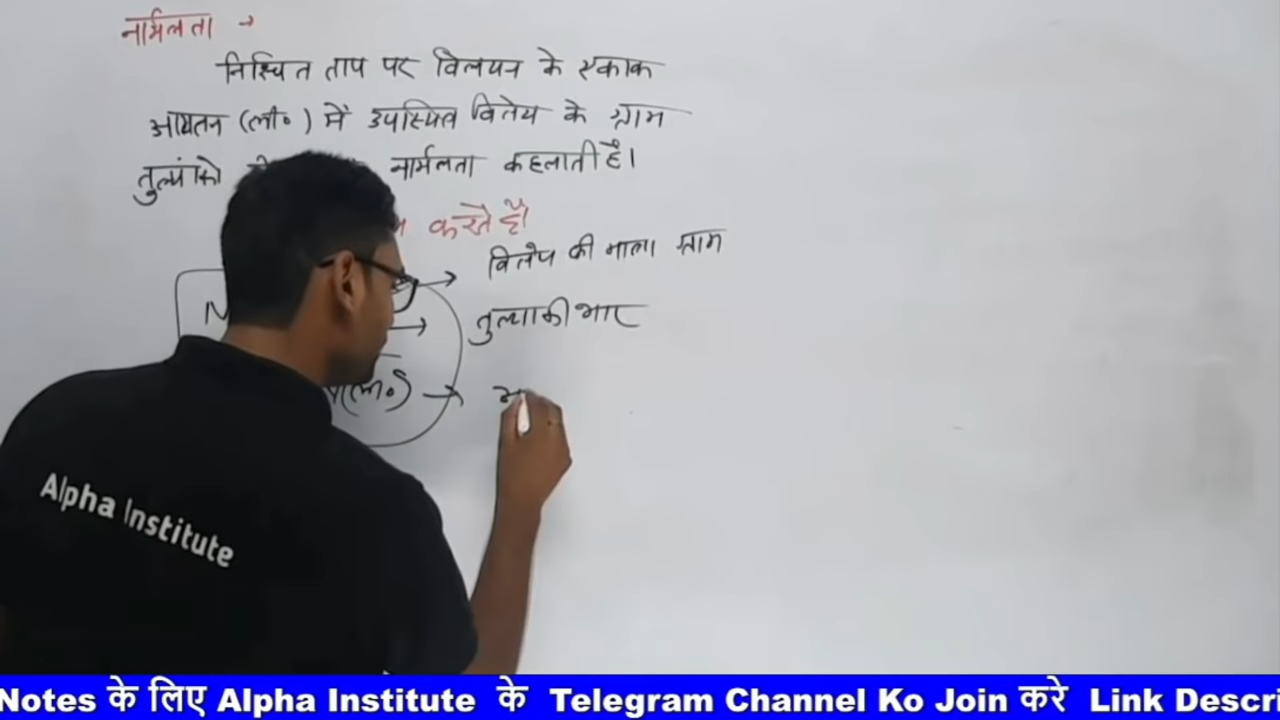 नार्मलता →
निश्चित ताप पर विलयन के एकांक
आयतन (ली०) में उपस्थित विलेय के ग्राम
तुल्यांको नार्मलता कहलाती है।
करते है।
विलेय की मात्रा ग्राम
N
तुल्याकी भार
V(ली०) →
Alpha Institute
Notes के लिए Alpha Institute के Telegram Channel Ko Join करे Link Descri